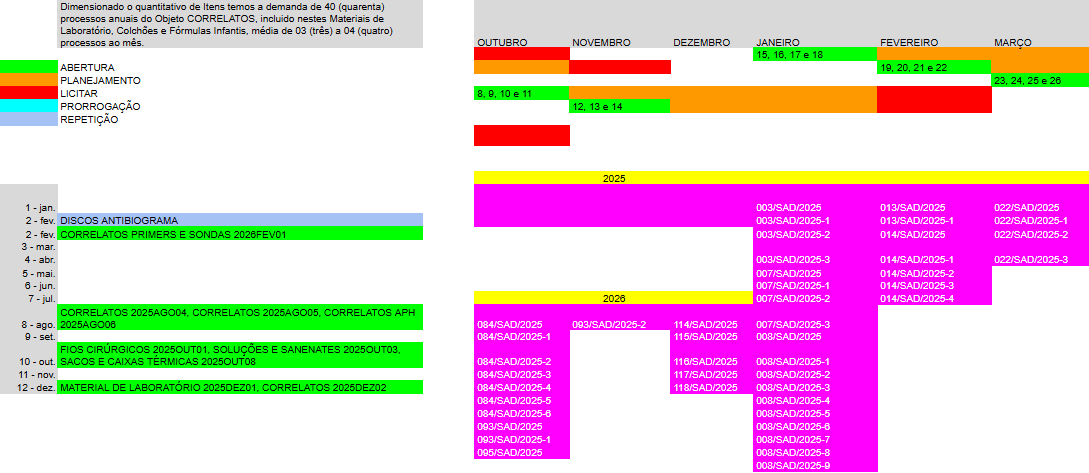 Dimensionado o quantitativo de Itens temos a demanda de 40 (quarenta)
processos anuais do Objeto CORRELATOS, incluido nestes Materiais de
Laboratório, Colchões e Fórmulas Infantis, média de 03 (três) a 04 (quatro)
processos ao mês.
OUTUBRO NOVEMBRO DEZEMBRO JANEIRO FEVEREIRO MARÇO
15, 16, 17 e 18
ABERTURA 19, 20, 21 e 22
PLANEJAMENTO 23, 24, 25 e 26
LICITAR 8, 9, 10 e 11
PRORROGAÇÃO 12, 13 e 14
REPETIÇÃO
2025
1 - jan. 003/SAD/2025 013/SAD/2025 022/SAD/2025
2 - fev. DISCOS ANTIBIOGRAMA 003/SAD/2025-1 013/SAD/2025-1 022/SAD/2025-1
2 - fev. CORRELATOS PRIMERS E SONDAS 2026FEV01 003/SAD/2025-2 014/SAD/2025 022/SAD/2025-2
3 - mar.
4 - abr. 003/SAD/2025-3 014/SAD/2025-1 022/SAD/2025-3
5 - mai. 007/SAD/2025 014/SAD/2025-2
6 - jun. 007/SAD/2025-1 014/SAD/2025-3
7 - jul. 2026 007/SAD/2025-2 014/SAD/2025-4
CORRELATOS 2025AGO04, CORRELATOS 2025AGO05, CORRELATOS APH
8 - ago. 2025AGO06 084/SAD/2025 093/SAD/2025-2 114/SAD/2025 007/SAD/2025-3
9 - set. 084/SAD/2025-1 115/SAD/2025 008/SAD/2025
FIOS CIRÚRGICOS 2025OUT01, SOLUÇÕES E SANENATES 2025OUT03,
10 - out. SACOS E CAIXAS TÉRMICAS 2025OUT08 084/SAD/2025-2 116/SAD/2025 008/SAD/2025-1
11 - nov. 084/SAD/2025-3 117/SAD/2025 008/SAD/2025-2
12 - dez. MATERIAL DE LABORATÓRIO 2025DEZ01, CORRELATOS 2025DEZ02 084/SAD/2025-4 118/SAD/2025 008/SAD/2025-3
084/SAD/2025-5 008/SAD/2025-4
084/SAD/2025-6 008/SAD/2025-5
093/SAD/2025 008/SAD/2025-6
093/SAD/2025-1 008/SAD/2025-7
095/SAD/2025 008/SAD/2025-8
008/SAD/2025-9